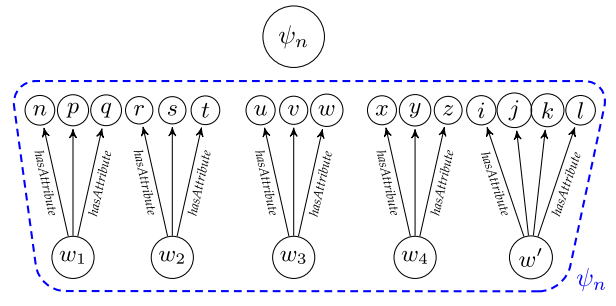 ψₙ
n p q r s t u v w x y z i j k l
hasAttribute hasAttribute hasAttribute hasAttribute hasAttribute hasAttribute hasAttribute hasAttribute hasAttribute hasAttribute
w₁ w₂ w₃ w₄ w'
ψₙ